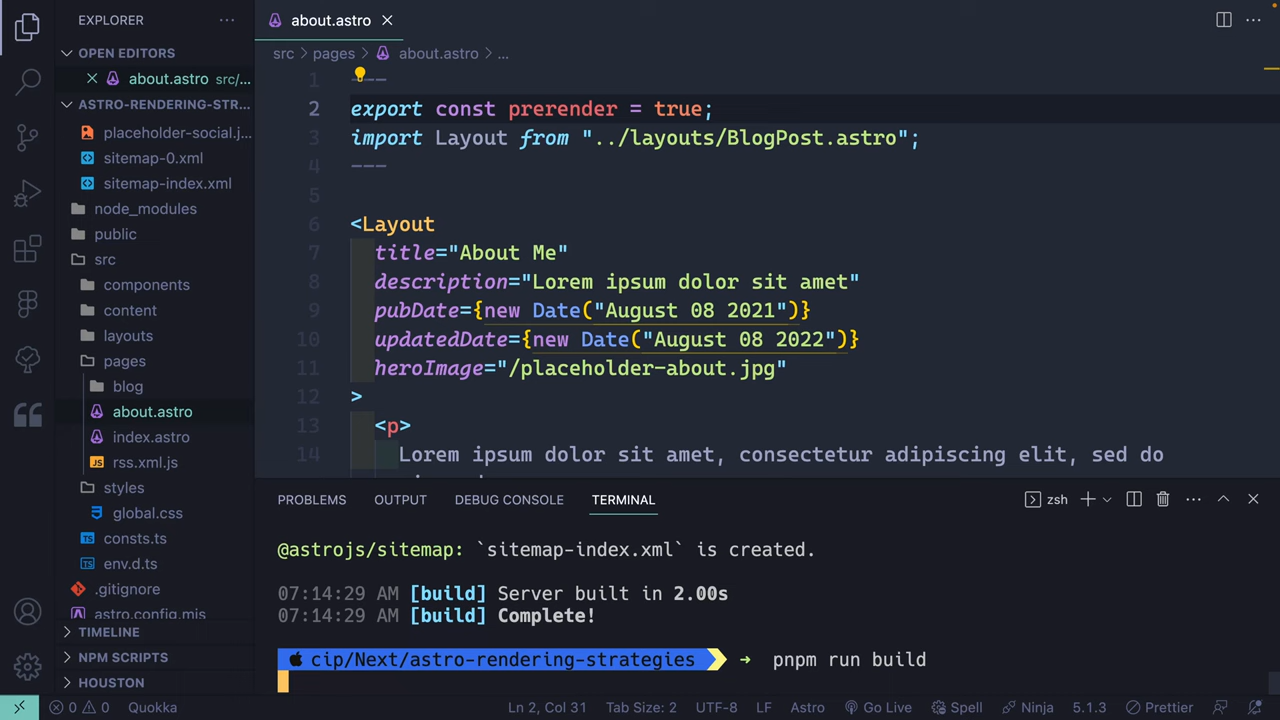 EXPLORER
OPEN EDITORS
about.astro src/...
ASTRO-RENDERING-STR...
placeholder-social.j...
sitemap-0.xml
sitemap-index.xml
node_modules
public
src
components
content
layouts
pages
blog
about.astro
index.astro
rss.xml.js
styles
global.css
consts.ts
env.d.ts
.gitignore
astro.config.mjs
TIMELINE
NPM SCRIPTS
HOUSTON
about.astro
src > pages > about.astro > ...
1 ---
2 export const prerender = true;
3 import Layout from "../layouts/BlogPost.astro";
4 ---
5
6 <Layout
7 title="About Me"
8 description="Lorem ipsum dolor sit amet"
9 pubDate={new Date("August 08 2021")}
10 updatedDate={new Date("August 08 2022")}
11 heroImage="/placeholder-about.jpg"
12 >
13 <p>
14 Lorem ipsum dolor sit amet, consectetur adipiscing elit, sed do
PROBLEMS OUTPUT DEBUG CONSOLE TERMINAL zsh
@astrojs/sitemap: `sitemap-index.xml` is created.
07:14:29 AM [build] Server built in 2.00s
07:14:29 AM [build] Complete!
cip/Next/astro-rendering-strategies → pnpm run build
0 0 Quokka Ln 2, Col 31 Tab Size: 2 UTF-8 LF Astro Go Live Spell Ninja 5.1.3 Prettier